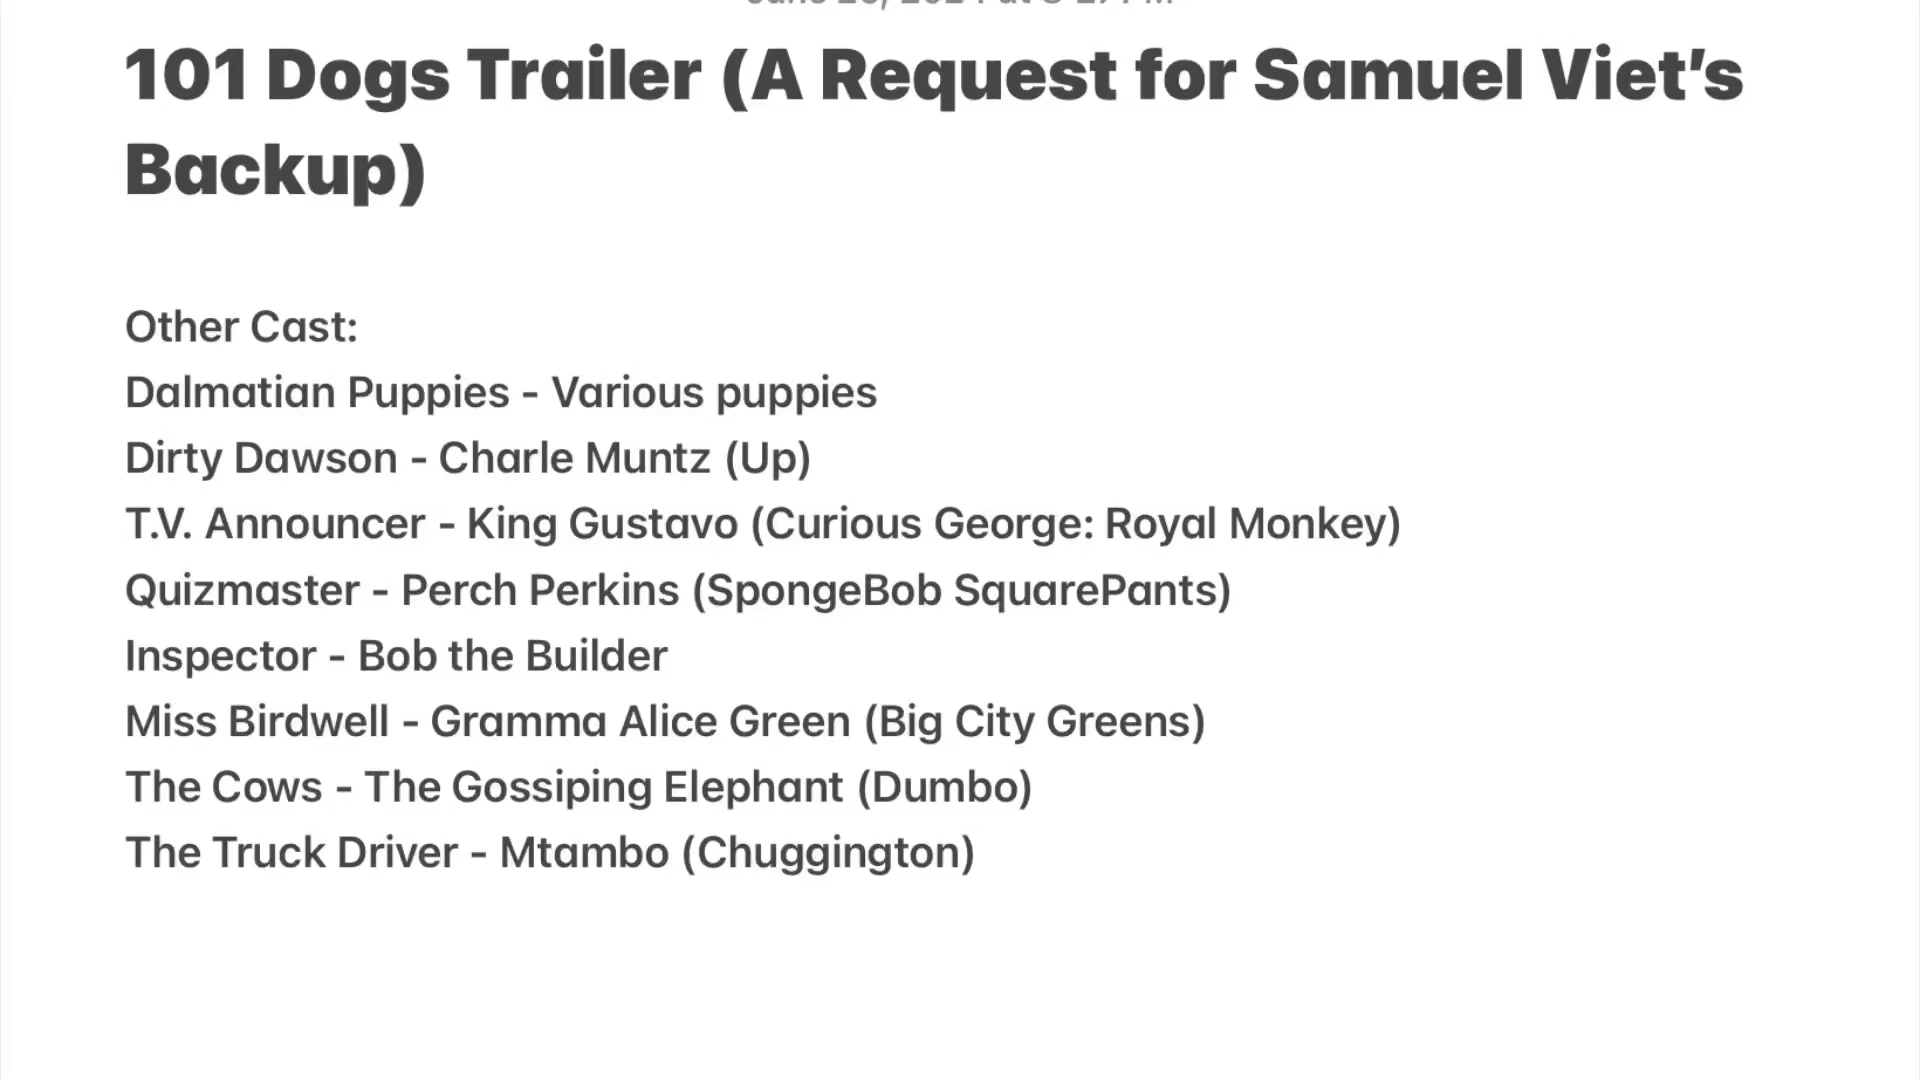 101 Dogs Trailer (A Request for Samuel Viet’s
Backup)
Other Cast:
Dalmatian Puppies - Various puppies
Dirty Dawson - Charle Muntz (Up)
T.V. Announcer - King Gustavo (Curious George: Royal Monkey)
Quizmaster - Perch Perkins (SpongeBob SquarePants)
Inspector - Bob the Builder
Miss Birdwell - Gramma Alice Green (Big City Greens)
The Cows - The Gossiping Elephant (Dumbo)
The Truck Driver - Mtambo (Chuggington)